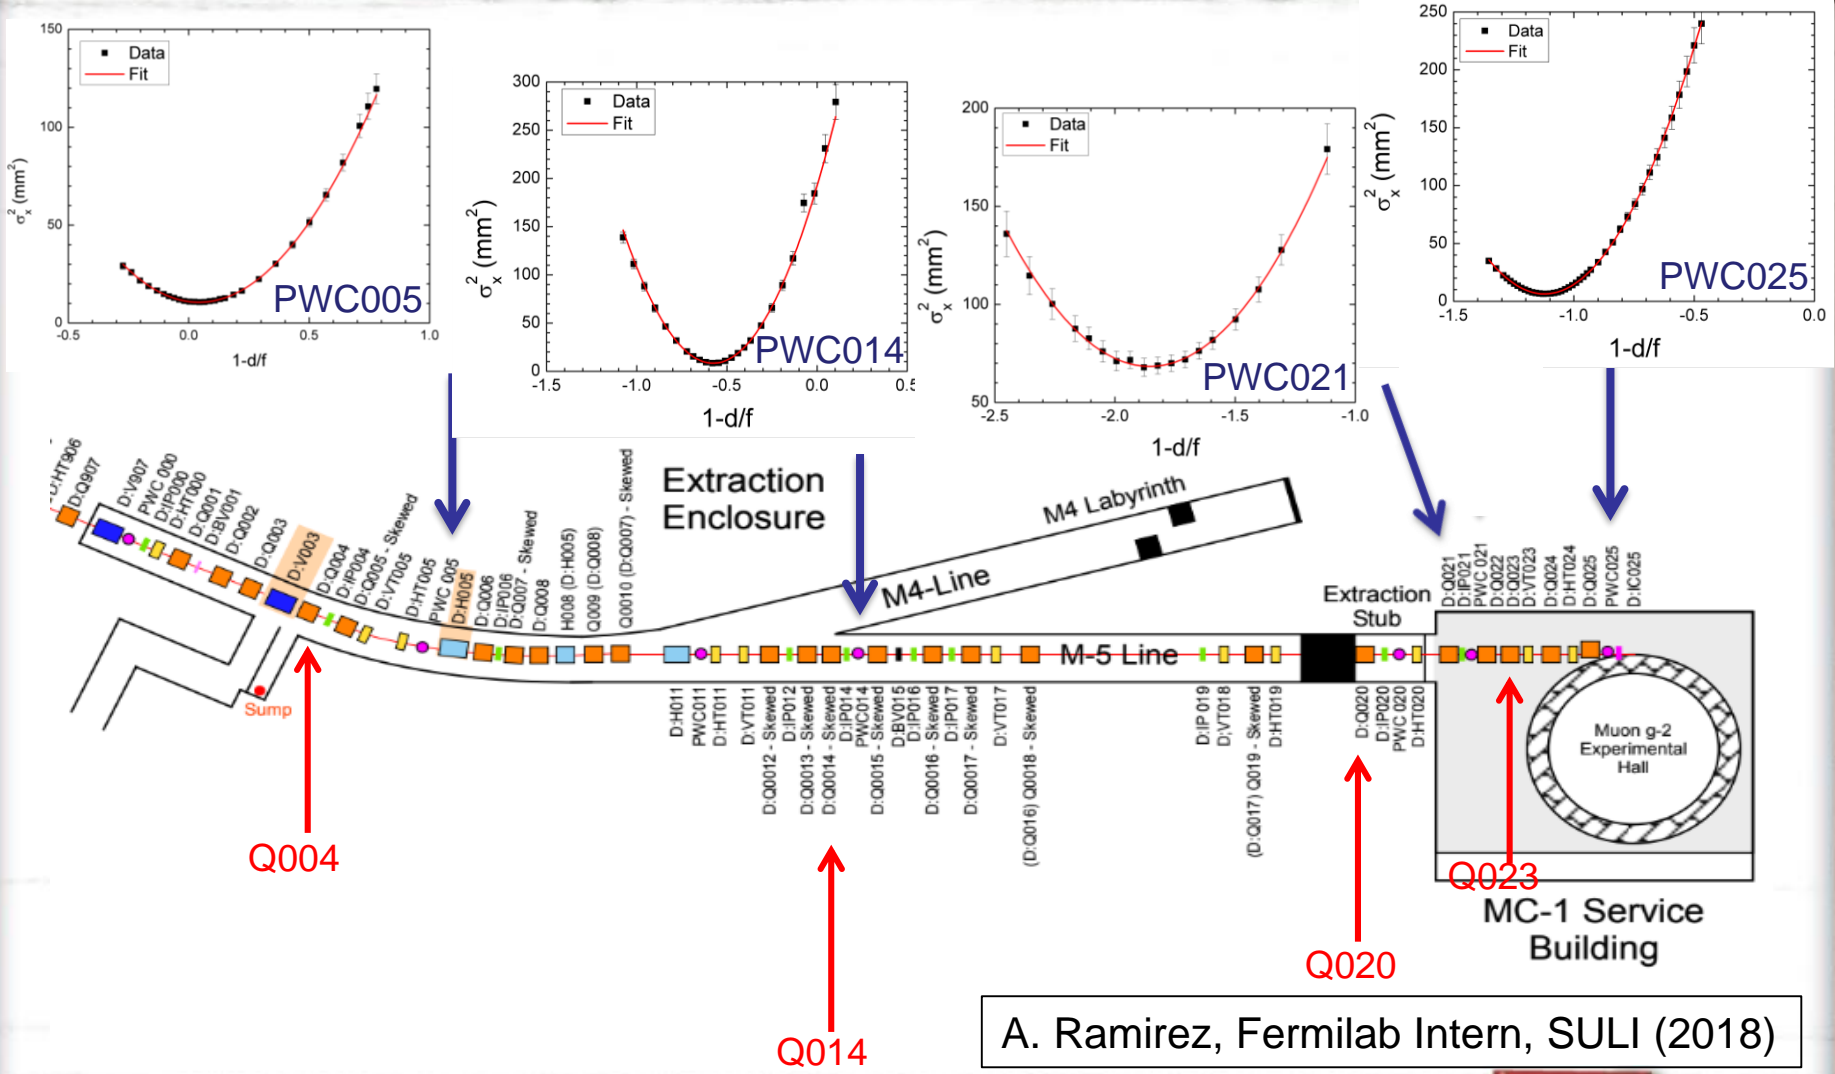 150
100
50
0
-0.5
0.0
0.5
1.0
σx² (mm²)
1-d/f
Data
Fit
PWC005
300
250
200
150
100
50
0
-1.5
-1.0
-0.5
0.0
σx² (mm²)
1-d/f
Data
Fit
PWC014
200
150
100
50
-2.5
-2.0
-1.5
-1.0
σx² (mm²)
1-d/f
Data
Fit
PWC021
250
200
150
100
50
0
-1.5
-1.0
-0.5
0.0
σx² (mm²)
1-d/f
Data
Fit
PWC025
D:HT906
D:Q907
D:V907
PWC 000
D:IP000
D:HT000
D:Q001
D:BV001
D:Q002
D:Q003
D:V003
D:Q004
D:IP004
D:Q005 - Skewed
D:VT005
D:HT005
PWC 005
D:H005
D:Q006
D:IP006
D:Q007 - Skewed
D:Q008
H008 (D:H005)
Q009 (D:Q008)
Q0010 (D:Q007) - Skewed
Extraction
Enclosure
M4 Labyrinth
M4-Line
M-5 Line
Extraction
Stub
D:Q021
D:IP021
PWC 021
D:Q022
D:Q023
D:VT023
D:Q024
D:HT024
D:Q025
PWC025
D:IC025
Sump
D:H011
PWC011
D:HT011
D:VT011
D:Q0012 - Skewed
D:IP012
D:Q0013 - Skewed
D:Q0014 - Skewed
D:IP014
PWC014
D:Q0015 - Skewed
D:BV015
D:IP016
D:Q0016 - Skewed
D:IP017
D:Q0017 - Skewed
D:VT017
(D:Q016) Q0018 - Skewed
D:IP 019
D;VT018
(D:Q017) Q019 - Skewed
D:HT019
D:Q020
D:IP020
PWC 020
D:HT020
Muon g-2
Experimental
Hall
Q004
Q014
Q020
Q023
MC-1 Service
Building
A. Ramirez, Fermilab Intern, SULI (2018)